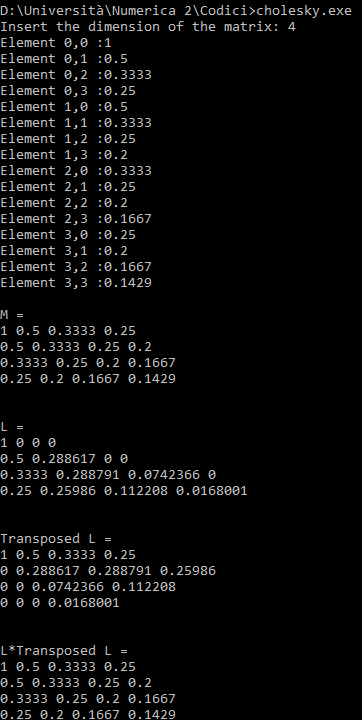 D:\Università\Numerica 2\Codici>cholesky.exe
Insert the dimension of the matrix: 4
Element 0,0 :1
Element 0,1 :0.5
Element 0,2 :0.3333
Element 0,3 :0.25
Element 1,0 :0.5
Element 1,1 :0.3333
Element 1,2 :0.25
Element 1,3 :0.2
Element 2,0 :0.3333
Element 2,1 :0.25
Element 2,2 :0.2
Element 2,3 :0.1667
Element 3,0 :0.25
Element 3,1 :0.2
Element 3,2 :0.1667
Element 3,3 :0.1429
M =
1 0.5 0.3333 0.25
0.5 0.3333 0.25 0.2
0.3333 0.25 0.2 0.1667
0.25 0.2 0.1667 0.1429
L =
1 0 0 0
0.5 0.288617 0 0
0.3333 0.288791 0.0742366 0
0.25 0.25986 0.112208 0.0168001
Transposed L =
1 0.5 0.3333 0.25
0 0.288617 0.288791 0.25986
0 0 0.0742366 0.112208
0 0 0 0.0168001
L*Transposed L =
1 0.5 0.3333 0.25
0.5 0.3333 0.25 0.2
0.3333 0.25 0.2 0.1667
0.25 0.2 0.1667 0.1429